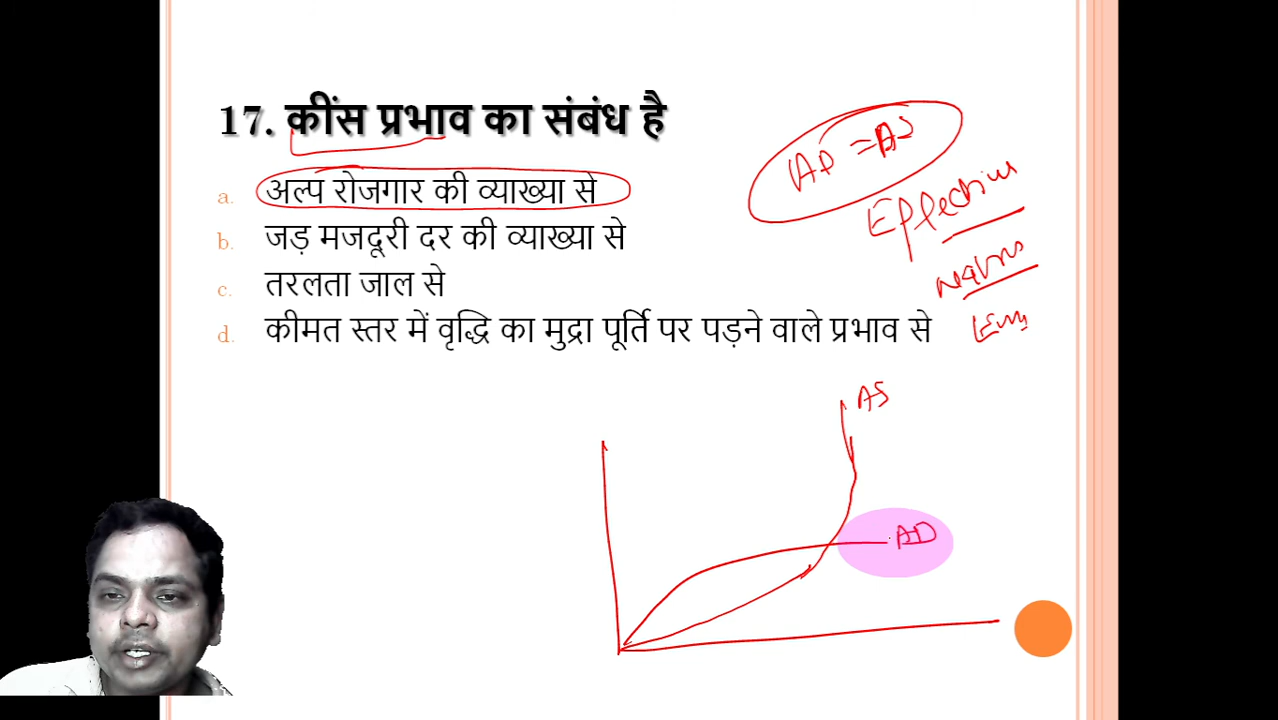 17. कींस प्रभाव का संबंध है
a. अल्प रोजगार की व्याख्या से
b. जड़ मजदूरी दर की व्याख्या से
c. तरलता जाल से
d. कीमत स्तर में वृद्धि का मुद्रा पूर्ति पर पड़ने वाले प्रभाव से
AD = AS
Effective
AS
AD